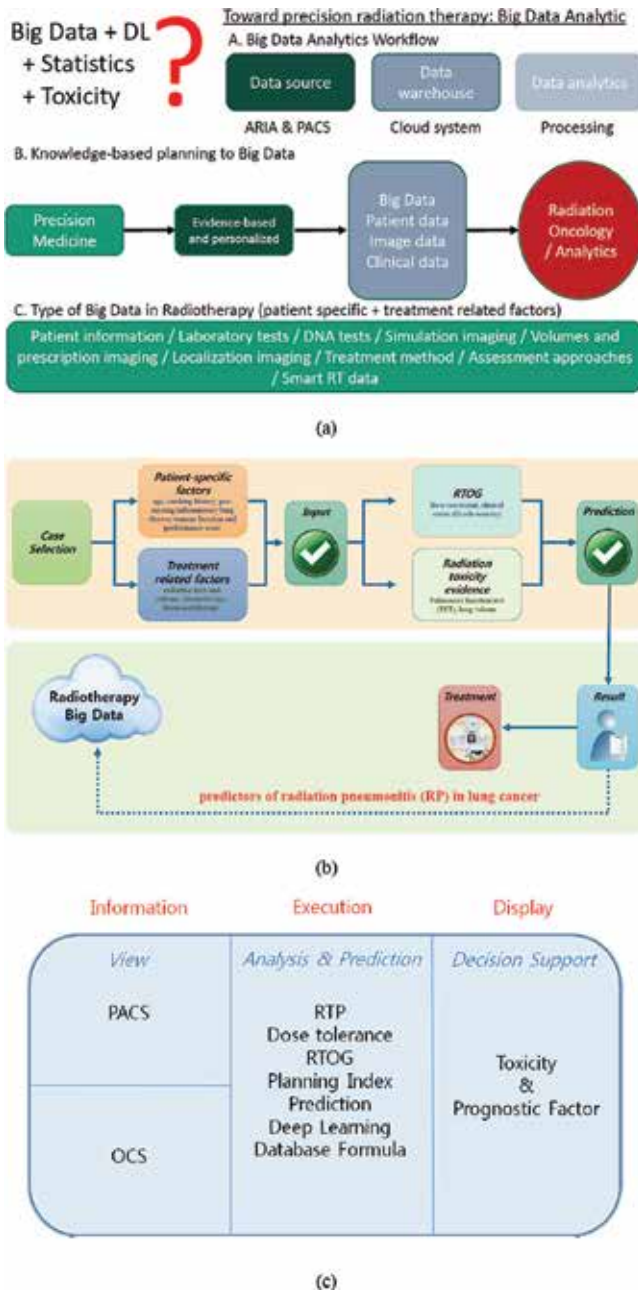 Big Data + DL
+ Statistics
+ Toxicity
?
Toward precision radiation therapy: Big Data Analytic
A. Big Data Analytics Workflow
Data source
Data
warehouse
Data analytics
ARIA & PACS
Cloud system
Processing
B. Knowledge-based planning to Big Data
Precision
Medicine
Evidence-based
and personalized
Big Data
Patient data
Image data
Clinical data
Radiation
Oncology
/ Analytics
C. Type of Big Data in Radiotherapy (patient specific + treatment related factors)
Patient information / Laboratory tests / DNA tests / Simulation imaging / Volumes and
prescription imaging / Localization imaging / Treatment method / Assessment approaches
/ Smart RT data
(a)
Case
Selection
Patient-specific
factors
Treatment
related factors
Input
RTOG
Radiation
toxicity
evidence
lung volume
Prediction
Radiotherapy
Big Data
Treatment
Result
predictors of radiation pneumonitis (RP) in lung cancer
(b)
Information
Execution
Display
View
Analysis & Prediction
Decision Support
PACS
OCS
RTP
Dose tolerance
RTOG
Planning Index
Prediction
Deep Learning
Database Formula
Toxicity
&
Prognostic Factor
(c)